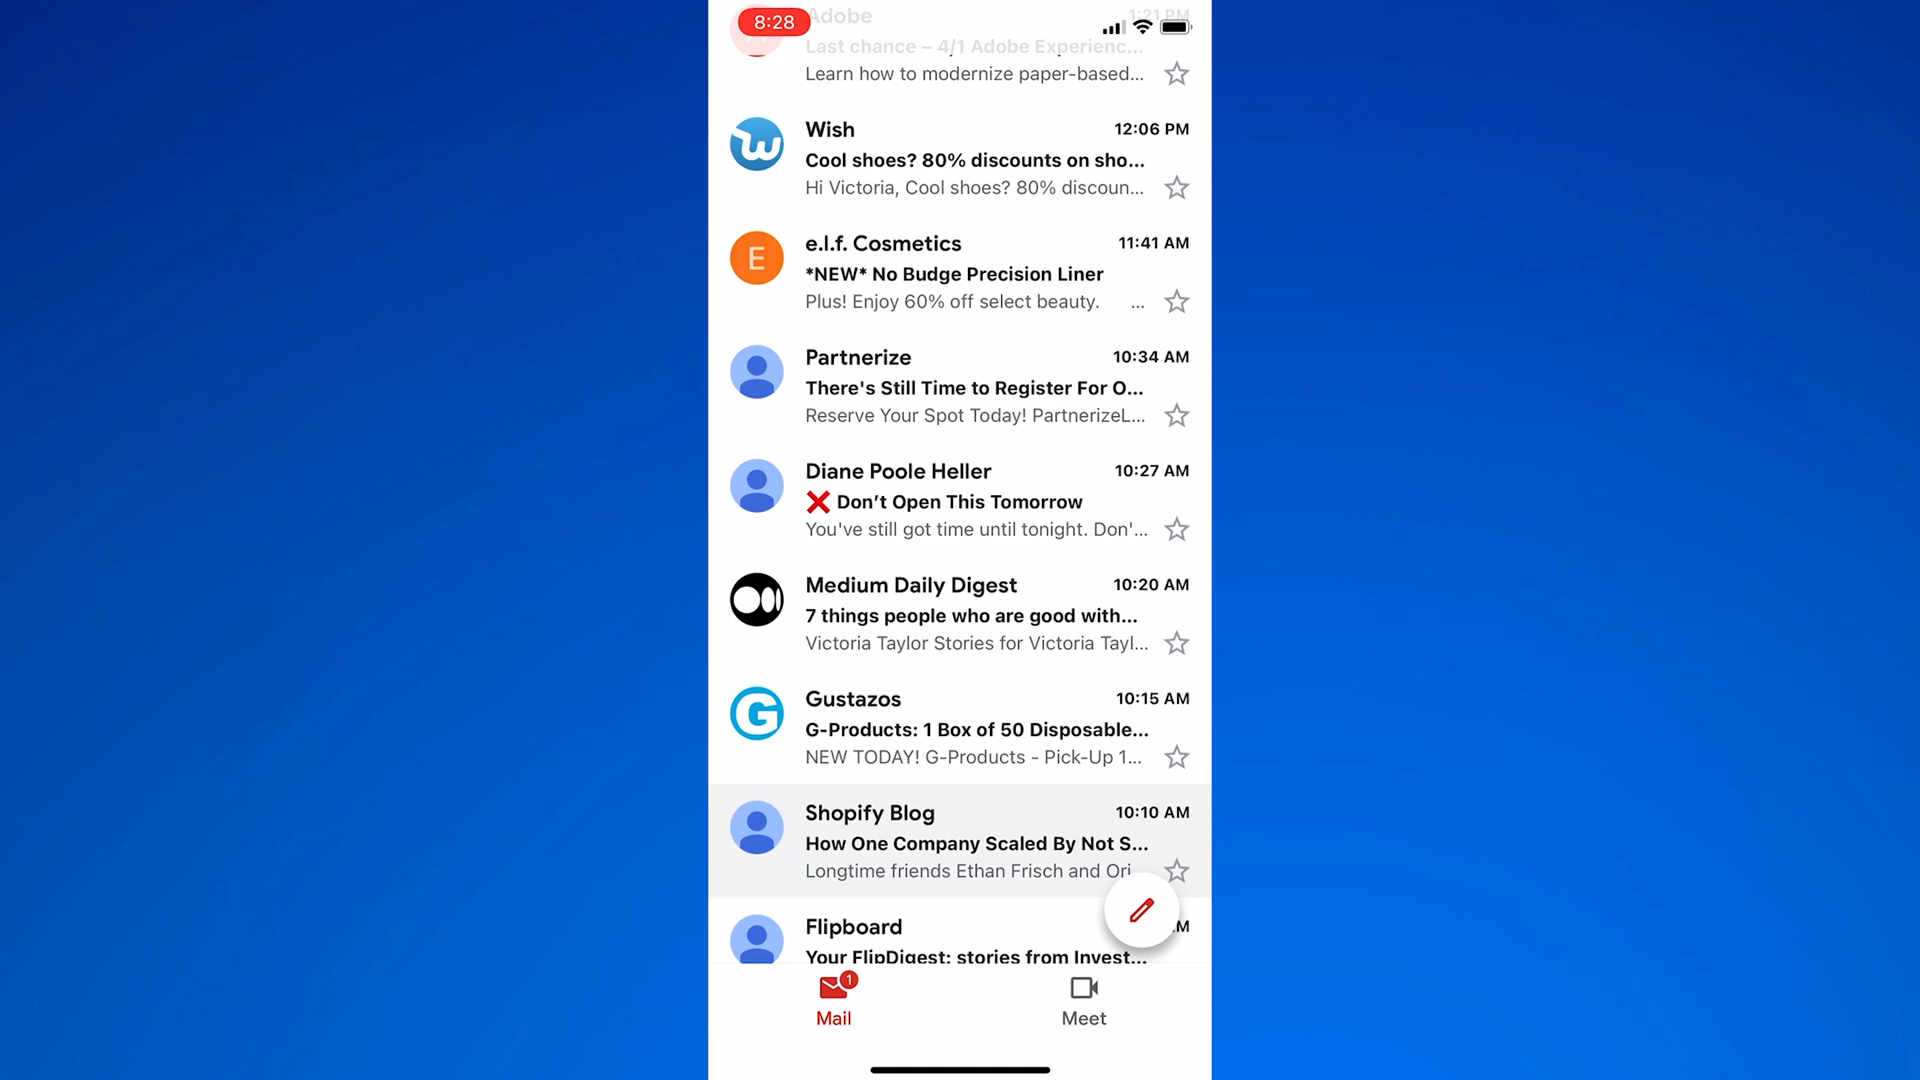 8:28
Adobe
1:21 PM
Last chance – 4/1 Adobe Experienc...
Learn how to modernize paper-based...
Wish
12:06 PM
Cool shoes? 80% discounts on sho...
Hi Victoria, Cool shoes? 80% discoun...
E
e.l.f. Cosmetics
11:41 AM
*NEW* No Budge Precision Liner
Plus! Enjoy 60% off select beauty. ...
Partnerize
10:34 AM
There's Still Time to Register For O...
Reserve Your Spot Today! PartnerizeL...
Diane Poole Heller
10:27 AM
❌ Don’t Open This Tomorrow
You've still got time until tonight. Don'...
Medium Daily Digest
10:20 AM
7 things people who are good with...
Victoria Taylor Stories for Victoria Tayl...
G
Gustazos
10:15 AM
G-Products: 1 Box of 50 Disposable...
NEW TODAY! G-Products - Pick-Up 1...
Shopify Blog
10:10 AM
How One Company Scaled By Not S...
Longtime friends Ethan Frisch and Ori
Flipboard
M
Your FlipDigest: stories from Invest...
1
Mail
Meet